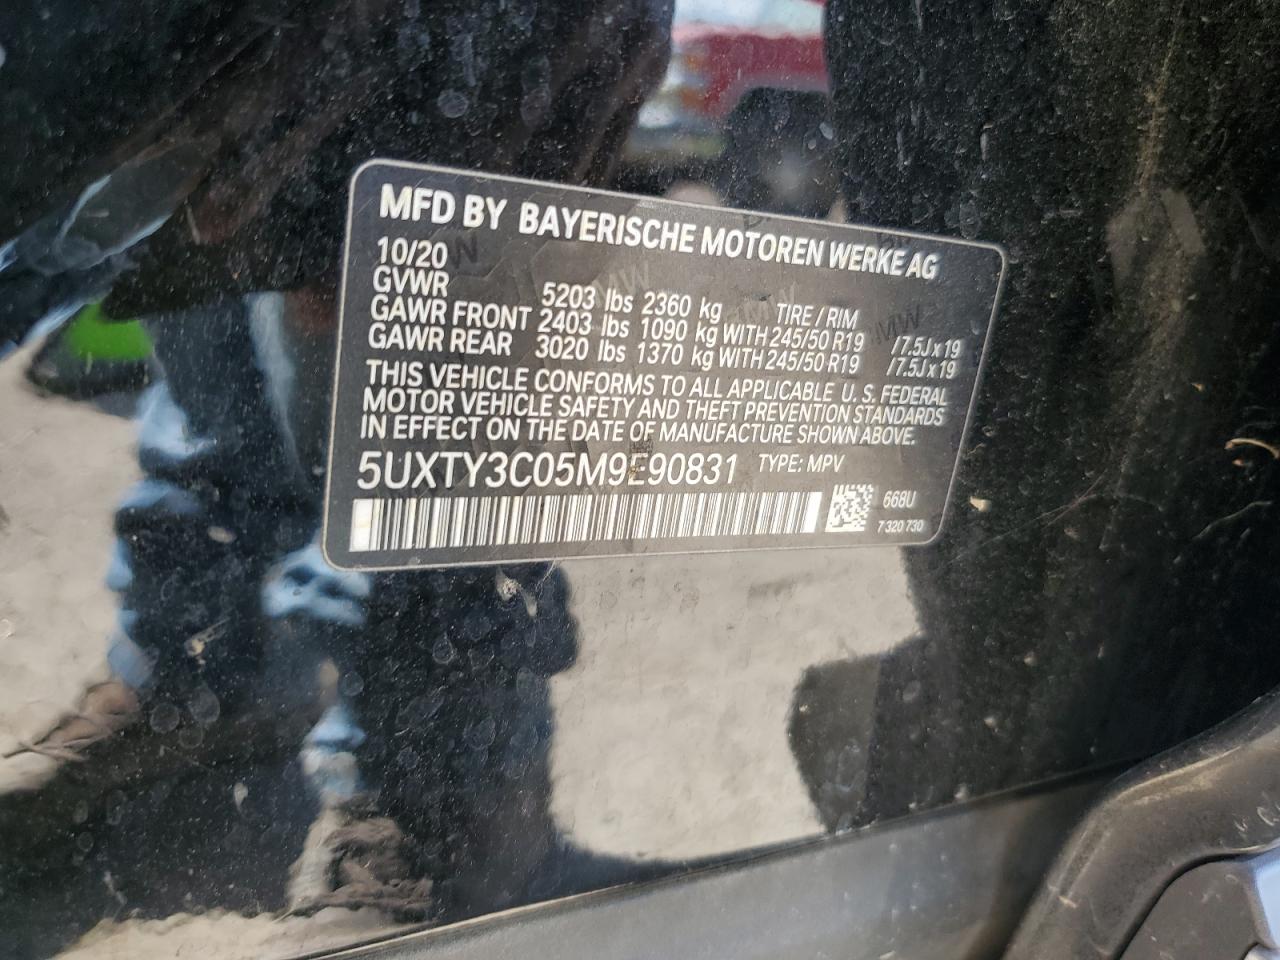 MFD BY BAYERISCHE MOTOREN WERKE AG
10/20
GVWR 5203 lbs 2360 kg TIRE / RIM
GAWR FRONT 2403 lbs 1090 kg WITH 245/50 R19 / 7.5J x 19
GAWR REAR 3020 lbs 1370 kg WITH 245/50 R19 / 7.5J x 19
THIS VEHICLE CONFORMS TO ALL APPLICABLE U. S. FEDERAL
MOTOR VEHICLE SAFETY AND THEFT PREVENTION STANDARDS
IN EFFECT ON THE DATE OF MANUFACTURE SHOWN ABOVE.
5UXTY3C05M9E90831 TYPE: MPV
668U
7 320 730